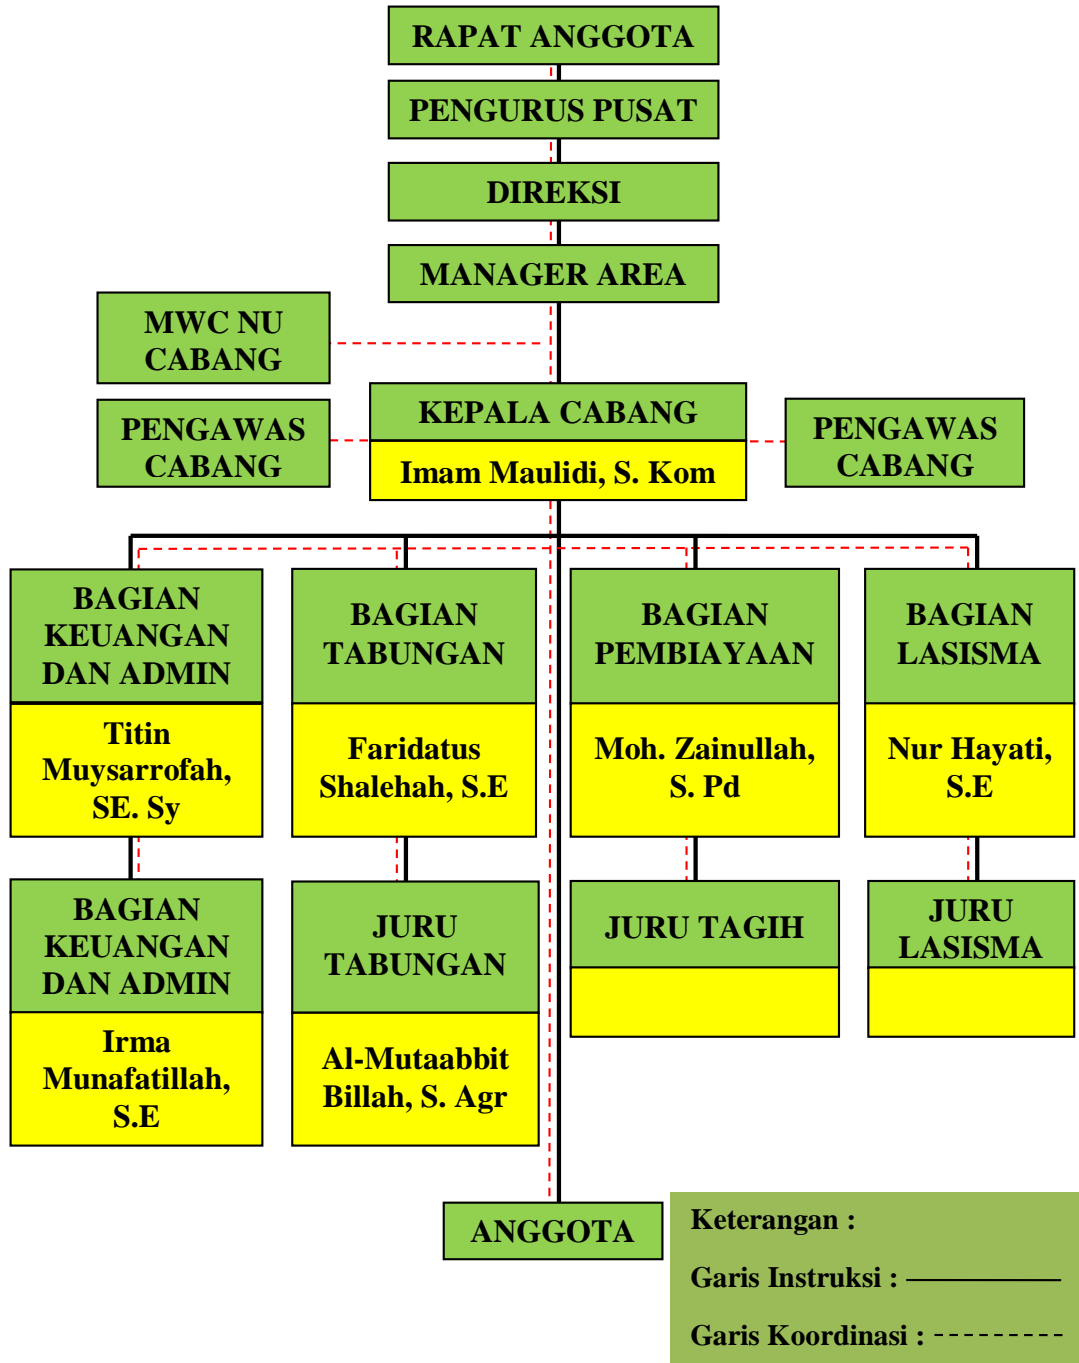 RAPAT ANGGOTA
PENGURUS PUSAT
DIREKSI
MANAGER AREA
MWC NU
CABANG
KEPALA CABANG
Imam Maulidi, S. Kom
PENGAWAS
CABANG
PENGAWAS
CABANG
BAGIAN
KEUANGAN
DAN ADMIN
Titin
Muysarrofah,
SE. Sy
BAGIAN
TABUNGAN
Faridatus
Shalehah, S.E
BAGIAN
PEMBIAYAAN
Moh. Zainullah,
S. Pd
BAGIAN
LASISMA
Nur Hayati,
S.E
BAGIAN
KEUANGAN
DAN ADMIN
Irma
Munafatillah,
S.E
JURU
TABUNGAN
Al-Mutaabbit
Billah, S. Agr
JURU TAGIH
JURU
LASISMA
ANGGOTA
Keterangan :
Garis Instruksi :
Garis Koordinasi :